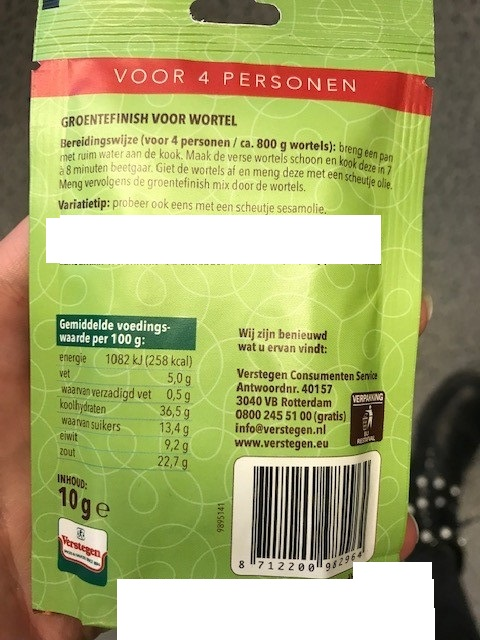 VOOR 4 PERSONEN
GROENTEFINISH VOOR WORTEL
Bereidingswijze (voor 4 personen / ca. 800 g wortels): breng een pan
met ruim water aan de kook. Maak de verse wortels schoon en kook deze in 7
à 8 minuten beetgaar. Giet de wortels af en meng deze met een scheutje olie.
Meng vervolgens de groentefinish mix door de wortels.
Variatietip: probeer ook eens met een scheutje sesamolie.
Gemiddelde voedings-
waarde per 100 g:
energie 1082 kJ (258 kcal)
vet 5,0 g
waarvan verzadigd vet 0,5 g
koolhydraten 36,5 g
waarvan suikers 13,4 g
eiwit 9,2 g
zout 22,7 g
INHOUD:
10 g e
Verstegen
Wij zijn benieuwd
wat u ervan vindt:
Verstegen Consumenten Service
Antwoordnr. 40157
3040 VB Rotterdam
0800 245 51 00 (gratis)
info@verstegen.nl
www.verstegen.eu
VERPAKKING
BIJ
RESTAFVAL
9895141
8 712200 982964